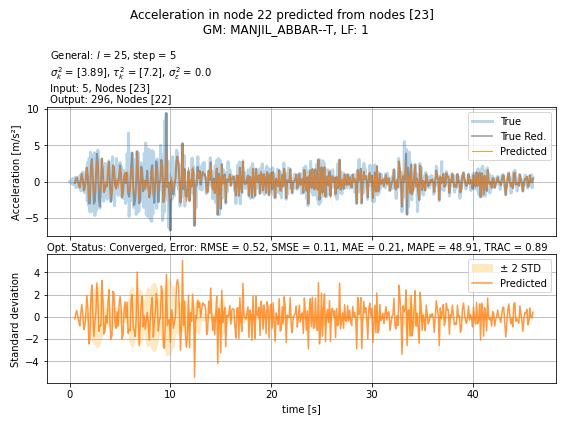 Acceleration in node 22 predicted from nodes [23]
GM: MANJIL_ABBAR--T, LF: 1
General: l = 25, step = 5
σ_k² = [3.89], τ_k² = [7.2], σ_ε² = 0.0
Input: 5, Nodes [23]
Output: 296, Nodes [22]
Acceleration [m/s²]
10
5
0
−5
True
True Red.
Predicted
Opt. Status: Converged, Error: RMSE = 0.52, SMSE = 0.11, MAE = 0.21, MAPE = 48.91, TRAC = 0.89
Standard deviation
4
2
0
−2
−4
± 2 STD
Predicted
0
10
20
30
40
time [s]